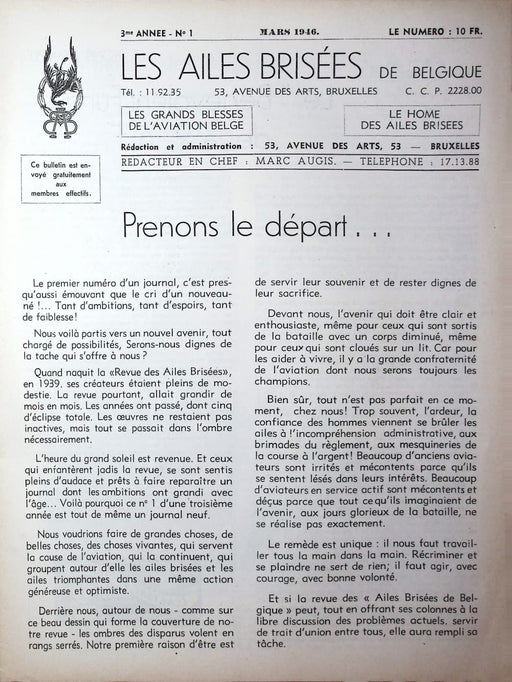 3me ANNEE - No 1
MARS 1946.
LE NUMERO : 10 FR.
LES AILES BRISÉES DE BELGIQUE
Tél. : 11.92.35
53, AVENUE DES ARTS, BRUXELLES
C. C. P. 2228.00
LES GRANDS BLESSES
DE L'AVIATION BELGE
LE HOME
DES AILES BRISEES
Rédaction et administration : 53, AVENUE DES ARTS, 53 — BRUXELLES
REDACTEUR EN CHEF : MARC AUGIS. — TELEPHONE : 17.13.88
Ce bulletin est en-
voyé gratuitement
aux
membres effectifs.
Prenons le départ...
Le premier numéro d'un journal, c'est pres-
qu'aussi émouvant que le cri d'un nouveau-
né !... Tant d'ambitions, tant d'espoirs, tant
de faiblesse!
Nous voilà partis vers un nouvel avenir, tout
chargé de possibilités, Serons-nous dignes de
la tache qui s'offre à nous ?
Quand naquit la «Revue des Ailes Brisées»,
en 1939. ses créateurs étaient pleins de mo-
destie. La revue pourtant, allait grandir de
mois en mois. Les années ont passé, dont cinq
d'éclipse totale. Les œuvres ne restaient pas
inactives, mais tout se passait dans l'ombre
nécessairement.
L'heure du grand soleil est revenue. Et ceux
qui enfantèrent jadis la revue, se sont sentis
pleins d'audace et prêts à faire reparaître un
journal dont les ambitions ont grandi avec
l'âge... Voilà pourquoi ce no 1 d'une troisième
année est tout de même un journal neuf.
Nous voudrions faire de grandes choses, de
belles choses, des choses vivantes, qui servent
la cause de l'aviation, qui la continuent, qui
groupent autour d'elle les ailes brisées et les
ailes triomphantes dans une même action
généreuse et optimiste.
Derrière nous, autour de nous - comme sur
ce beau dessin qui forme la couverture de no-
tre revue - les ombres des disparus volent en
rangs serrés. Notre première raison d'être est
de servir leur souvenir et de rester dignes de
leur sacrifice.
Devant nous, l'avenir qui doit être clair et
enthousiaste, même pour ceux qui sont sortis
de la bataille avec un corps diminué, même
pour ceux qui sont cloués sur un lit. Car pour
les aider à vivre, il y a la grande confraternité
de l'aviation dont nous serons toujours les
champions.
Bien sûr, tout n'est pas parfait en ce mo-
ment, chez nous! Trop souvent, l'ardeur, la
confiance des hommes viennent se brûler les
ailes à l'incompréhension administrative, aux
brimades du règlement, aux mesquineries de
la course à l'argent! Beaucoup d'anciens avia-
teurs sont irrités et mécontents parce qu'ils
se sentent lésés dans leurs intérêts. Beaucoup
d'aviateurs en service actif sont mécontents et
déçus parce que tout ce qu'ils imaginaient de
l'avenir, aux jours glorieux de la bataille, ne
se réalise pas exactement.
Le remède est unique : il nous faut travail-
ler tous la main dans la main. Récriminer et
se plaindre ne sert de rien; il faut agir, avec
courage, avec bonne volonté.
Et si la revue des « Ailes Brisées de Bel-
gique » peut, tout en offrant ses colonnes à la
libre discussion des problèmes actuels. servir
de trait d'union entre tous, elle aura rempli sa
tâche.